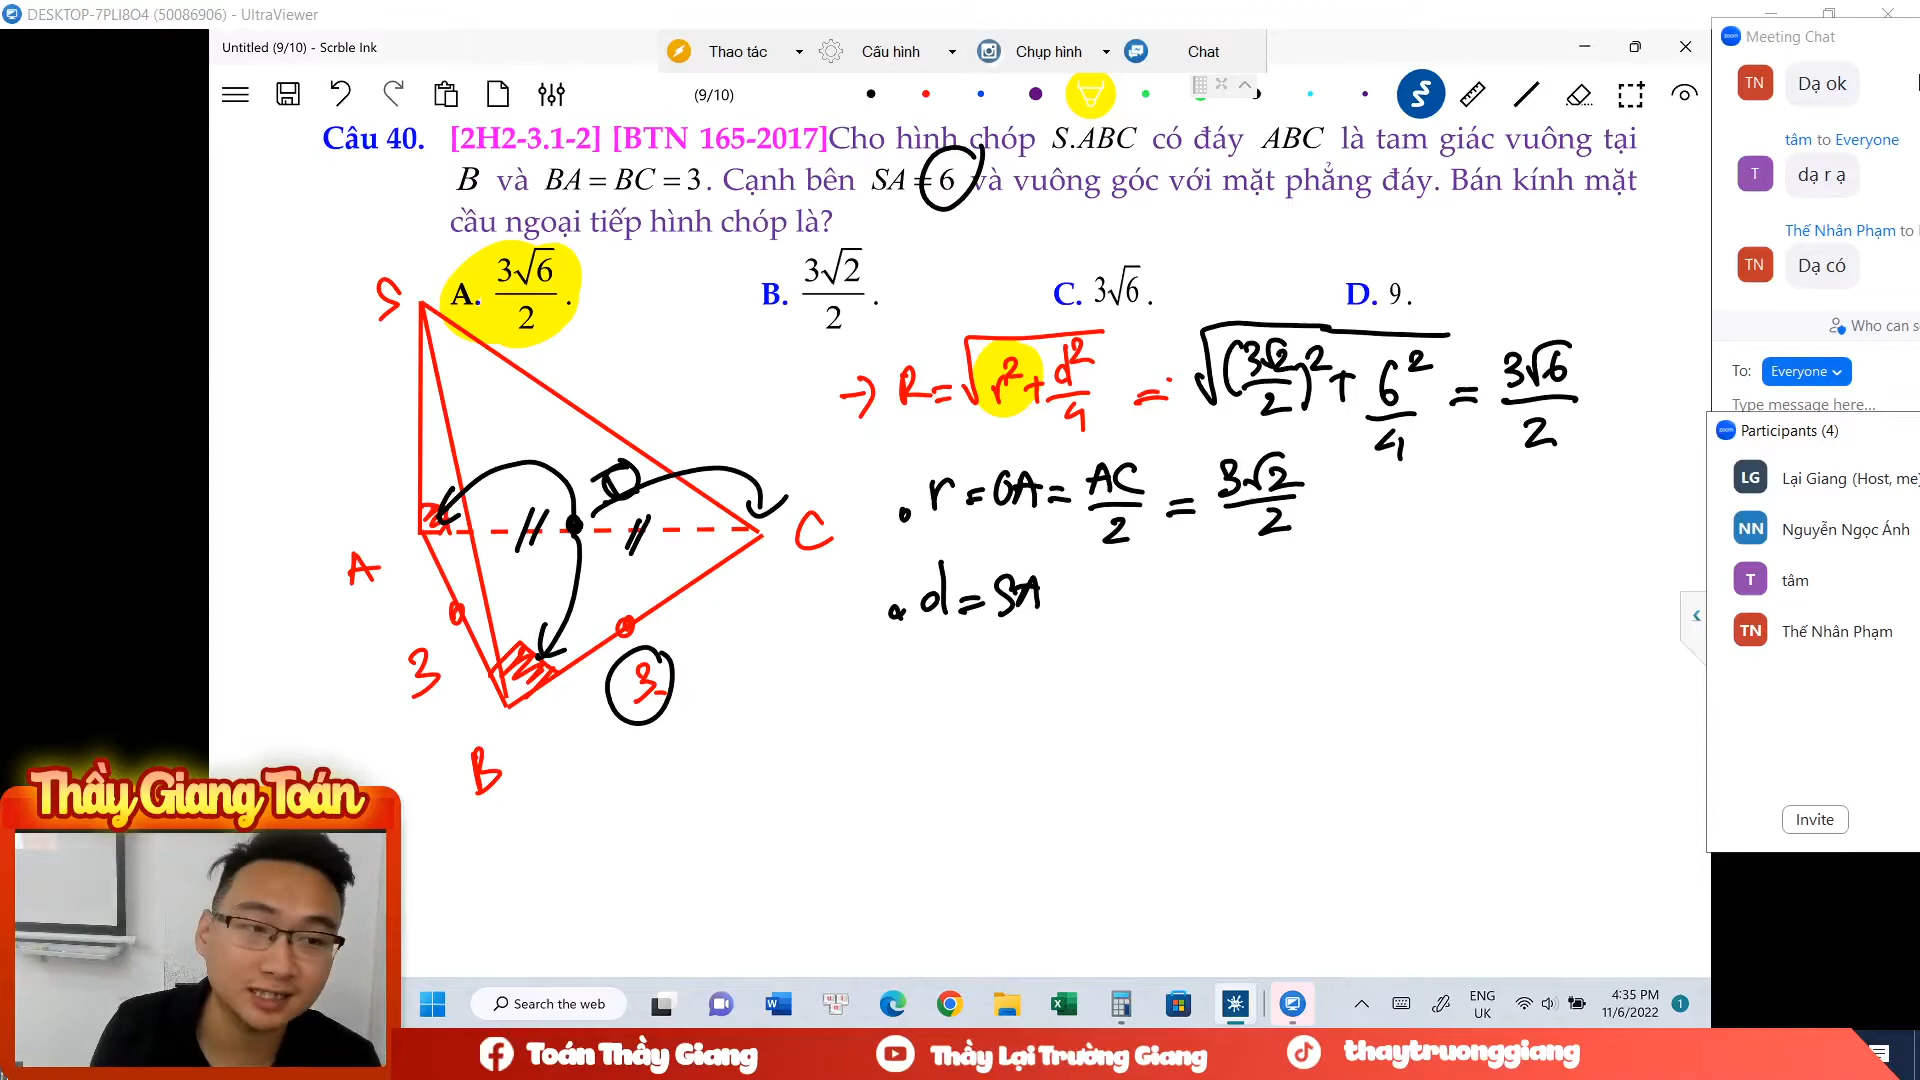 DESKTOP-7PLI8O4 (50086906) - UltraViewer
Untitled (9/10) - Scrble Ink
Thao tác
Cấu hình
Chụp hình
Chat
(9/10)
Câu 40. [2H2-3.1-2] [BTN 165-2017]Cho hình chóp S.ABC có đáy ABC là tam giác vuông tại
B và BA = BC = 3. Cạnh bên SA = 6 và vuông góc với mặt phẳng đáy. Bán kính mặt
cầu ngoại tiếp hình chóp là?
A. 3√6/2.
B. 3√2/2.
C. 3√6.
D. 9.
S
→ R = √(r² + d²/4) = √((3√2/2)² + 6²/4) = 3√6/2
. r = OA = AC/2 = 3√2/2
. d = SA
A
C
3
3
B
Meeting Chat
TN
Dạ ok
tâm to Everyone
T
dạ r ạ
Thế Nhân Phạm to
TN
Dạ có
Who can s
To: Everyone
Type message here...
Participants (4)
LG Lại Giang (Host, me)
NN Nguyễn Ngọc Ánh
T tâm
TN Thế Nhân Phạm
Invite
Thầy Giang Toán
Search the web
ENG
UK
4:35 PM
11/6/2022
1
Toán Thầy Giang
Thầy Lại Trường Giang
thaytruonggiang